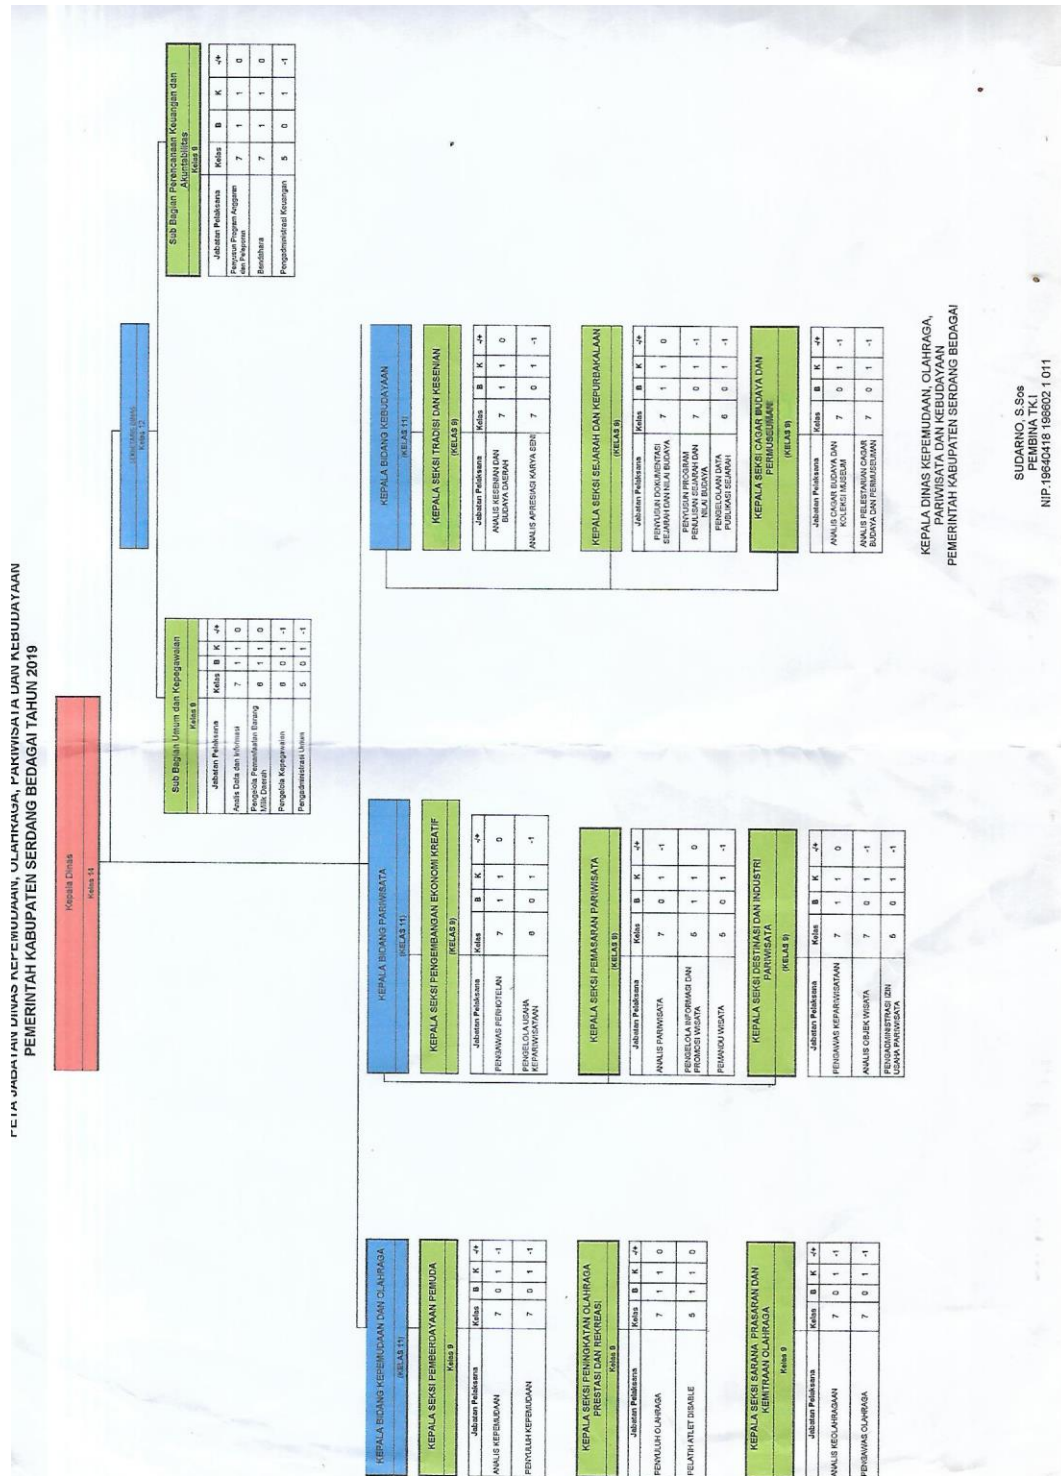 PETA JABATAN DINAS KEPEMUDAAN, OLAHRAGA, PARIWISATA DAN KEBUDAYAAN
PEMERINTAH KABUPATEN SERDANG BEDAGAI TAHUN 2019
Kepala Dinas
Kelas 14
SEKRETARIS DINAS
Kelas 12
Sub Bagian Umum dan Kepegawaian
Kelas 9
Jabatan Pelaksana Kelas B K -/+
Analis Data dan Informasi 7 1 1 0
Pengelola Pemanfaatan Barang
Milik Daerah 6 1 1 0
Pengelola Kepegawaian 6 0 1 -1
Pengadministrasi Umum 5 0 1 -1
Sub Bagian Perencanaan Keuangan dan
Akuntabilitas
Kelas 9
Jabatan Pelaksana Kelas B K -/+
Penyusun Program Anggaran
dan Pelaporan 7 1 1 0
Bendahara 7 1 1 0
Pengadministrasi Keuangan 5 0 1 -1
KEPALA BIDANG KEPEMUDAAN DAN OLAHRAGA
(KELAS 11)
KEPALA SEKSI PEMBERDAYAAN PEMUDA
Kelas 9
Jabatan Pelaksana Kelas B K -/+
ANALIS KEPEMUDAAN 7 0 1 -1
PENYULUH KEPEMUDAAN 7 0 1 -1
KEPALA SEKSI PENINGKATAN OLAHRAGA
PRESTASI DAN REKREASI
Kelas 9
Jabatan Pelaksana Kelas B K -/+
PENYULUH OLAHRAGA 7 1 1 0
PELATIH ATLET DISABLE 5 1 1 0
KEPALA SEKSI SARANA PRASARAN DAN
KEMITRAAN OLAHRAGA
Kelas 9
Jabatan Pelaksana Kelas B K -/+
ANALIS KEOLAHRAGAAN 7 0 1 -1
PENGAWAS OLAHRAGA 7 0 1 -1
KEPALA BIDANG PARIWISATA
(KELAS 11)
KEPALA SEKSI PENGEMBANGAN EKONOMI KREATIF
(KELAS 9)
Jabatan Pelaksana Kelas B K -/+
PENGAWAS PERHOTELAN 7 1 1 0
PENGELOLA USAHA
KEPARIWISATAAN 6 0 1 -1
KEPALA SEKSI PEMASARAN PARIWISATA
(KELAS 9)
Jabatan Pelaksana Kelas B K -/+
ANALIS PARIWISATA 7 0 1 -1
PENGELOLA INFORMASI DAN
PROMOSI WISATA 6 1 1 0
PEMANDU WISATA 5 0 1 -1
KEPALA SEKSI DESTINASI DAN INDUSTRI
PARIWISATA
(KELAS 9)
Jabatan Pelaksana Kelas B K -/+
PENGAWAS KEPARIWISATAAN 7 1 1 0
ANALIS OBJEK WISATA 7 0 1 -1
PENGADMINISTRASI IZIN
USAHA PARIWISATA 5 0 1 -1
KEPALA BIDANG KEBUDAYAAN
(KELAS 11)
KEPALA SEKSI TRADISI DAN KESENIAN
(KELAS 9)
Jabatan Pelaksana Kelas B K -/+
ANALIS KESENIAN DAN
BUDAYA DAERAH 7 1 1 0
ANALIS APRESIASI KARYA SENI 7 0 1 -1
KEPALA SEKSI SEJARAH DAN KEPURBAKALAAN
(KELAS 9)
Jabatan Pelaksana Kelas B K -/+
PENYUSUN DOKUMENTASI
SEJARAH DAN NILAI BUDAYA 7 1 1 0
PENYUSUN PROGRAM
PENULISAN SEJARAH DAN
NILAI BUDAYA 7 0 1 -1
PENGELOLAAN DATA
PUBLIKASI SEJARAH 6 0 1 -1
KEPALA SEKSI CAGAR BUDAYA DAN
PERMUSEUMAN
(KELAS 9)
Jabatan Pelaksana Kelas B K -/+
ANALIS CAGAR BUDAYA DAN
KOLEKSI MUSEUM 7 0 1 -1
ANALIS PELESTARIAN CAGAR
BUDAYA DAN PERMUSEUMAN 7 0 1 -1
KEPALA DINAS KEPEMUDAAN, OLAHRAGA,
PARIWISATA DAN KEBUDAYAAN
PEMERINTAH KABUPATEN SERDANG BEDAGAI
SUDARNO, S.Sos
PEMBINA TK.I
NIP.19640418 198602 1 011